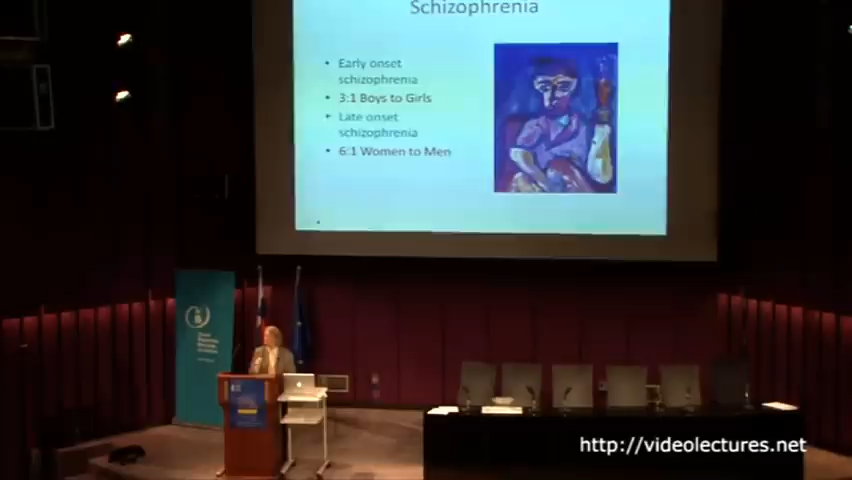 Schizophrenia
• Early onset
schizophrenia
• 3:1 Boys to Girls
• Late onset
schizophrenia
• 6:1 Women to Men
http://videolectures.net